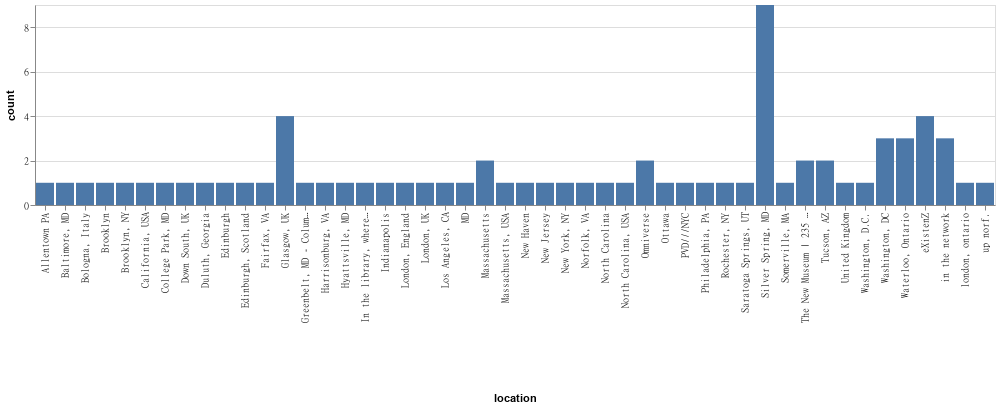 count
8
6
4
2
0
Allentown PA
Baltimore, MD
Bologna, Italy
Brooklyn
Brooklyn, NY
California, USA
College Park, MD
Down South, UK
Duluth, Georgia
Edinburgh
Edinburgh, Scotland
Fairfax, VA
Glasgow, UK
Greenbelt, MD - Colum…
Harrisonburg, VA
Hyattsville, MD
In the library, where…
Indianapolis
London, England
London, UK
Los Angeles, CA
MD
Massachusetts
Massachusetts, USA
New Haven
New Jersey
New York, NY
Norfolk, VA
North Carolina
North Carolina, USA
Omniverse
Ottawa
PVD//NYC
Philadelphia, PA
Rochester, NY
Saratoga Springs, UT
Silver Spring, MD
Somerville, MA
The New Museum | 235 …
Tucson, AZ
United Kingdom
Washington, D.C.
Washington, DC
Waterloo, Ontario
eXistenZ
in the network
london, ontario
up norf.
location